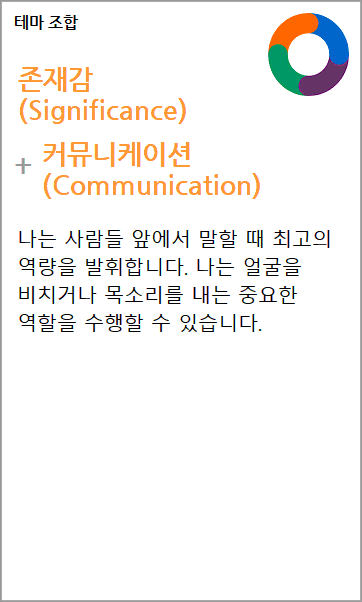 테마 조합
존재감
(Significance)
+ 커뮤니케이션
(Communication)
나는 사람들 앞에서 말할 때 최고의
역량을 발휘합니다. 나는 얼굴을
비치거나 목소리를 내는 중요한
역할을 수행할 수 있습니다.